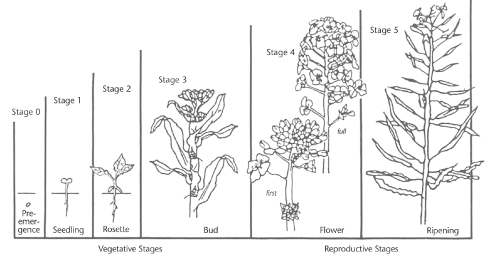 Stage 0
Stage 1
Stage 2
Stage 3
Stage 4
Stage 5
first
full
Pre-
emer-
gence
Seedling
Rosette
Bud
Flower
Ripening
Vegetative Stages
Reproductive Stages